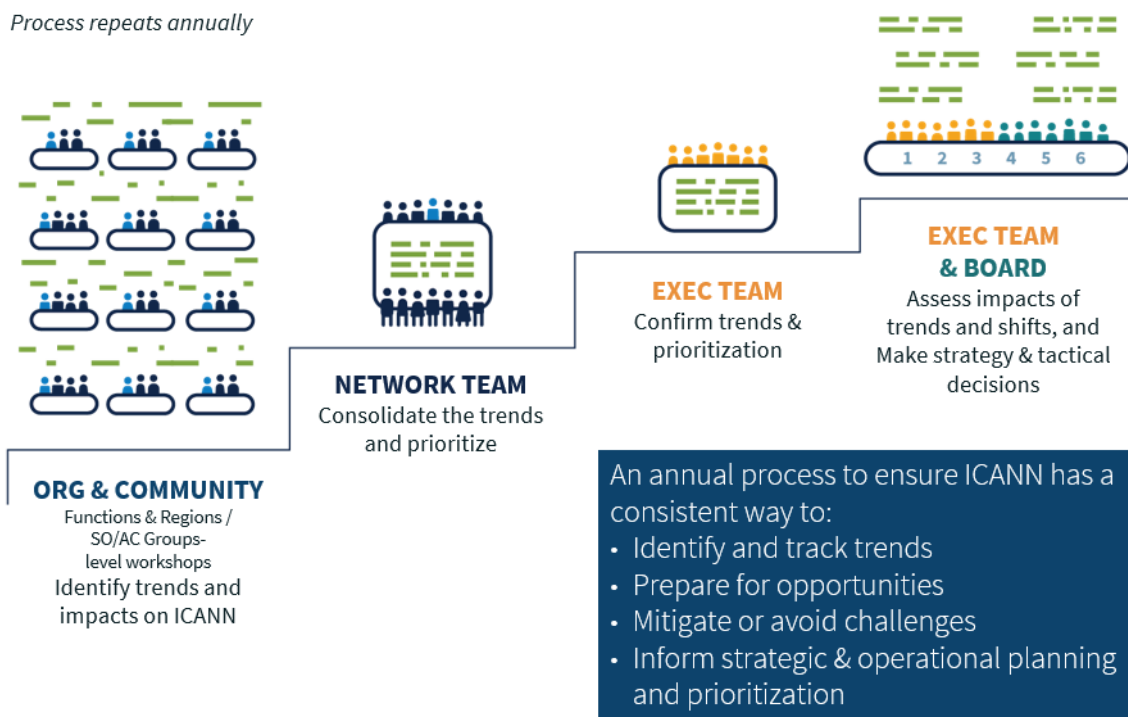 Process repeats annually
ORG & COMMUNITY
Functions & Regions /
SO/AC Groups-
level workshops
Identify trends and
impacts on ICANN
NETWORK TEAM
Consolidate the trends
and prioritize
EXEC TEAM
Confirm trends &
prioritization
1 2 3 4 5 6
EXEC TEAM
& BOARD
Assess impacts of
trends and shifts, and
Make strategy & tactical
decisions
An annual process to ensure ICANN has a
consistent way to:
• Identify and track trends
• Prepare for opportunities
• Mitigate or avoid challenges
• Inform strategic & operational planning
and prioritization